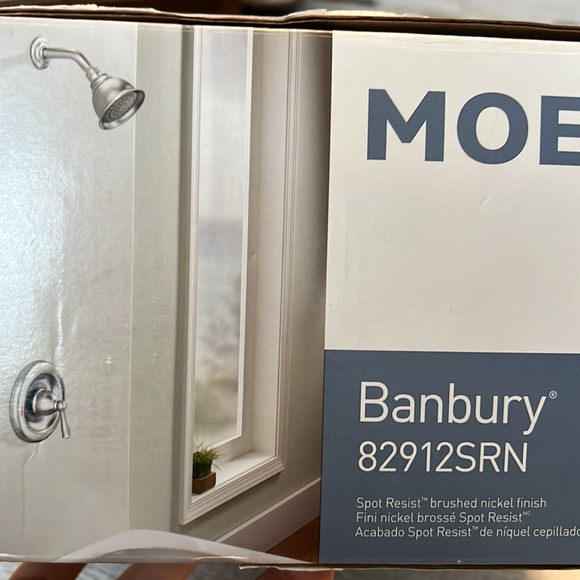 MOE
Banbury®
82912SRN
Spot Resist™ brushed nickel finish
Fini nickel brossé Spot Resist ᴹᶜ
Acabado Spot Resist™ de níquel cepillado